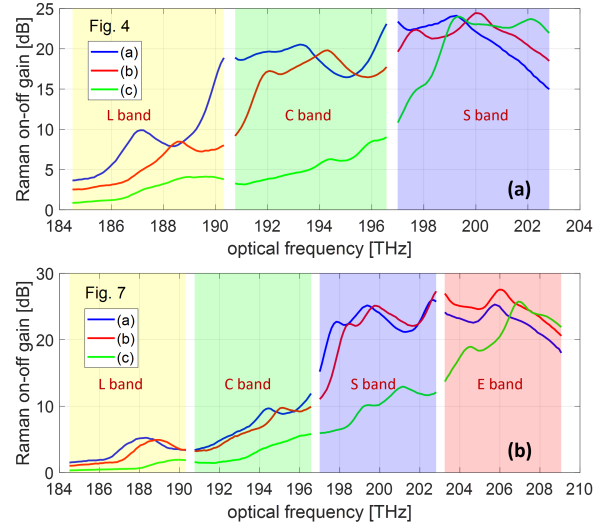 Raman on-off gain [dB]
25
20
15
10
5
0
Fig. 4
(a)
(b)
(c)
L band
C band
S band
(a)
184
186
188
190
192
194
196
198
200
202
204
optical frequency [THz]
Raman on-off gain [dB]
30
20
10
0
Fig. 7
(a)
(b)
(c)
L band
C band
S band
E band
(b)
184
186
188
190
192
194
196
198
200
202
204
206
208
210
optical frequency [THz]